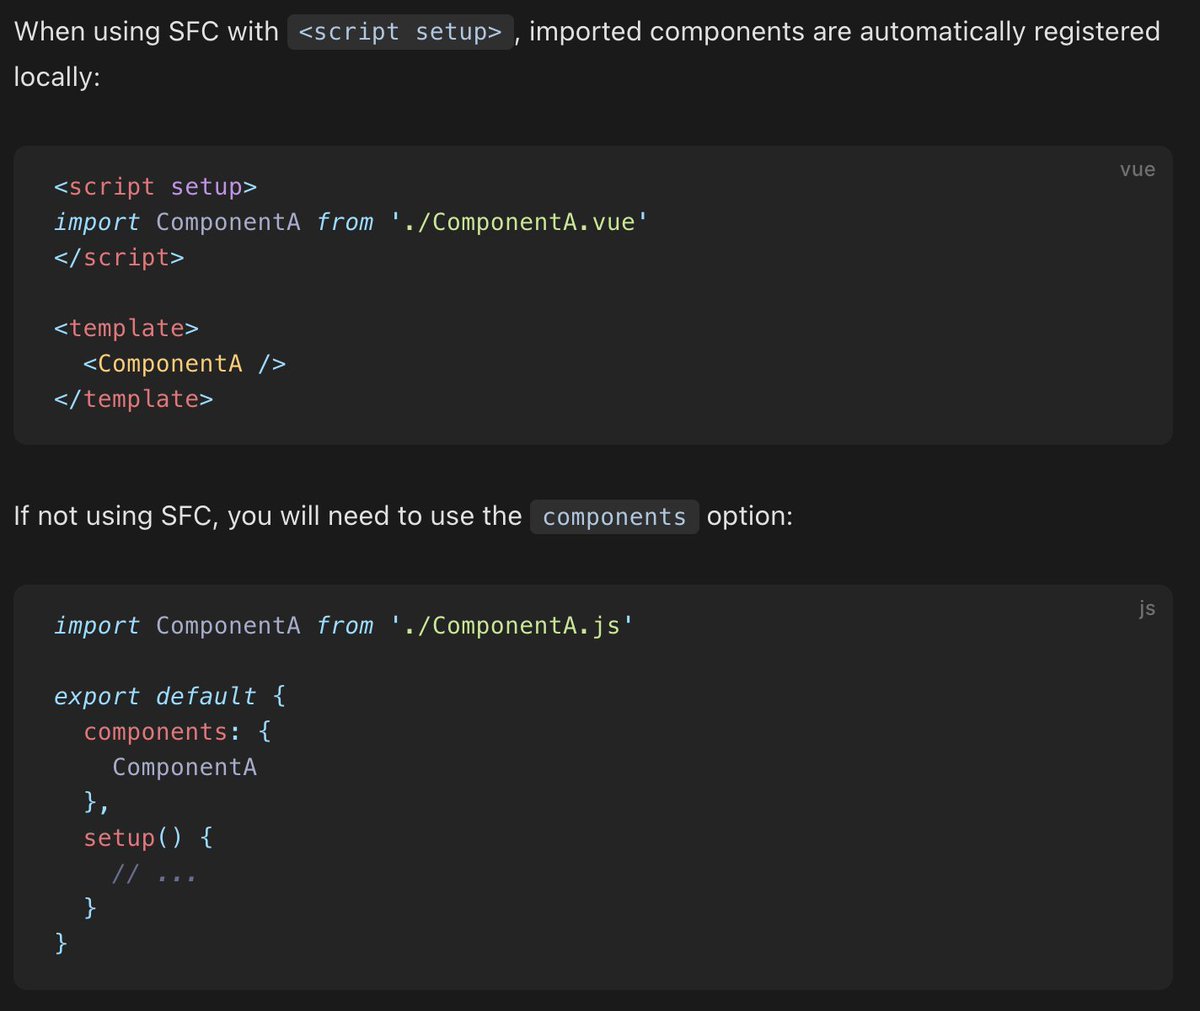 When using SFC with <script setup>, imported components are automatically registered
locally:
vue
<script setup>
import ComponentA from './ComponentA.vue'
</script>
<template>
  <ComponentA />
</template>
If not using SFC, you will need to use the components option:
js
import ComponentA from './ComponentA.js'
export default {
  components: {
    ComponentA
  },
  setup() {
    // ...
  }
}